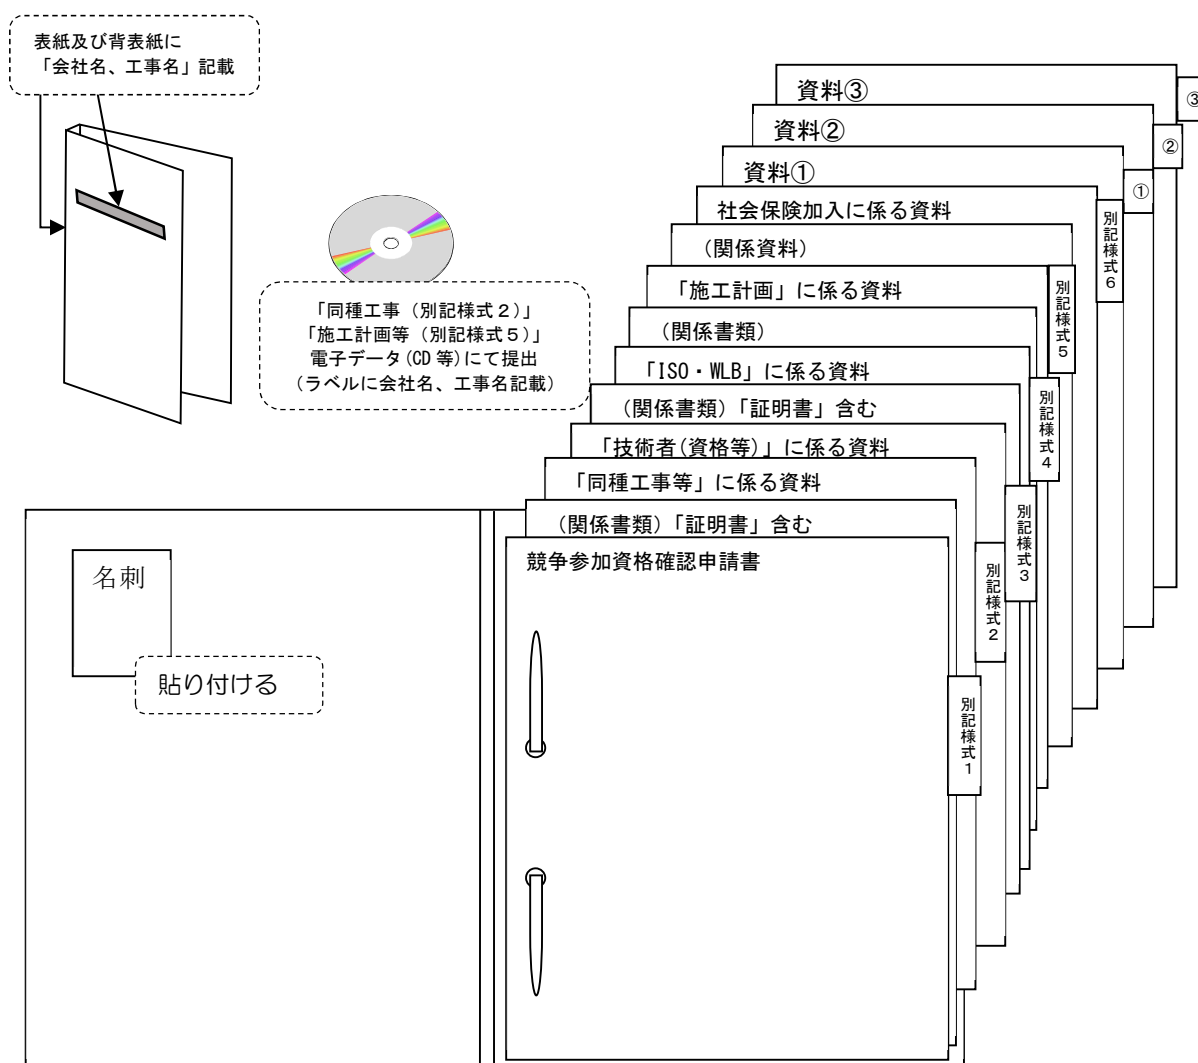 表紙及び背表紙に
「会社名、工事名」記載
「同種工事（別記様式２）」
「施工計画等（別記様式５）」
電子データ(CD 等)にて提出
（ラベルに会社名、工事名記載）
資料③
③
資料②
②
資料①
①
社会保険加入に係る資料
別記様式６
（関係資料）
「施工計画」に係る資料
別記様式５
（関係書類）
「ISO・WLB」に係る資料
別記様式４
（関係書類）「証明書」含む
「技術者(資格等)」に係る資料
別記様式３
「同種工事等」に係る資料
別記様式２
（関係書類）「証明書」含む
競争参加資格確認申請書
別記様式１
名刺
貼り付ける